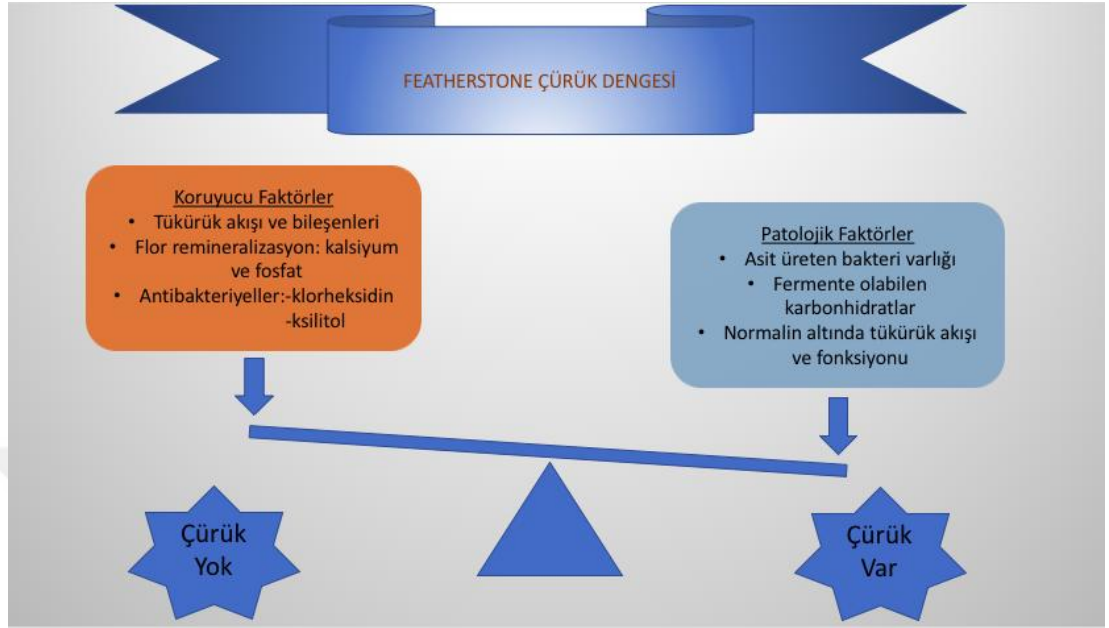 FEATHERSTONE ÇÜRÜK DENGESİ
Koruyucu Faktörler
• Tükürük akışı ve bileşenleri
• Flor remineralizasyon: kalsiyum
ve fosfat
• Antibakteriyeller:-klorheksidin
-ksilitol
Patolojik Faktörler
• Asit üreten bakteri varlığı
• Fermente olabilen
karbonhidratlar
• Normalin altında tükürük akışı
ve fonksiyonu
Çürük
Yok
Çürük
Var